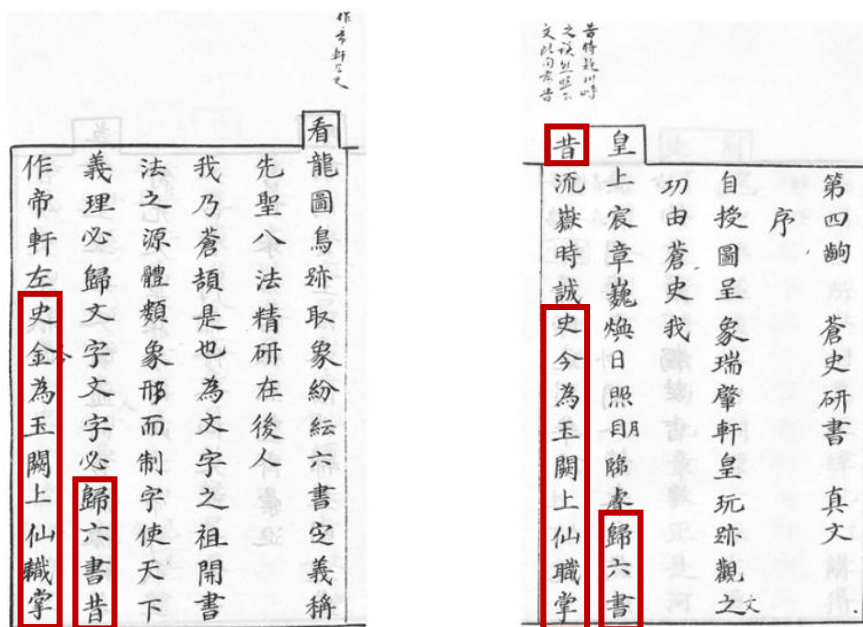 作帝軒左史
看龍圖鳥跡取象紛紜六書定義稱
先聖八法精研在後人
我乃蒼頡是也為文字之祖開書
法之源體類象形而制字使天下
義理必歸文字文字必歸六書昔
作帝軒左史金為玉闕上仙職掌
今
第四齣 蒼史研書 真文
序
自授圖呈象瑞肇軒皇玩跡觀之
文
功由蒼史我
皇上宸章巍煥日照目臨處歸六書
月
昔流嶽時誠史今為玉闕上仙職掌